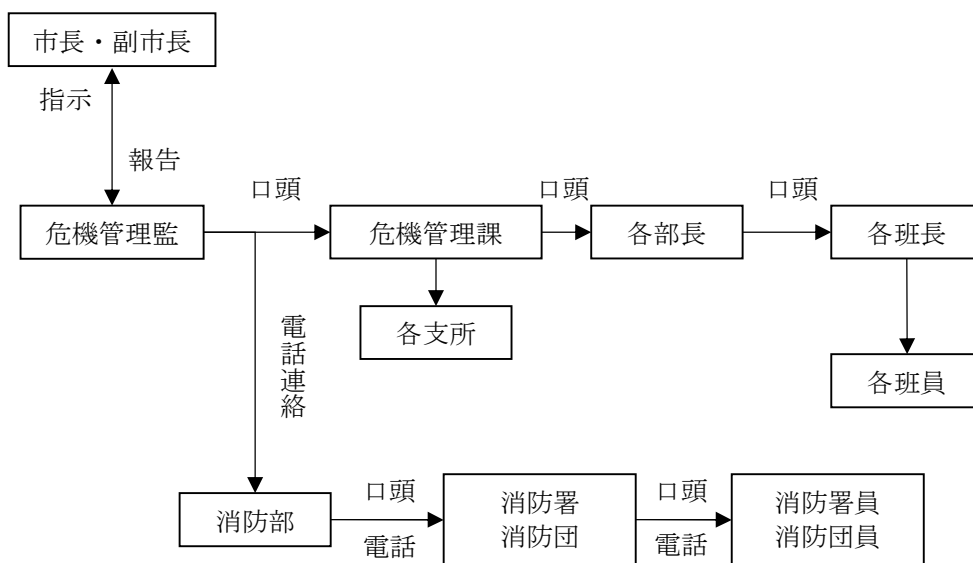 市長・副市長
指示
報告
口頭
口頭
口頭
危機管理監
危機管理課
各部長
各班長
電話連絡
各支所
各班員
消防部
口頭
電話
消防署
消防団
口頭
電話
消防署員
消防団員